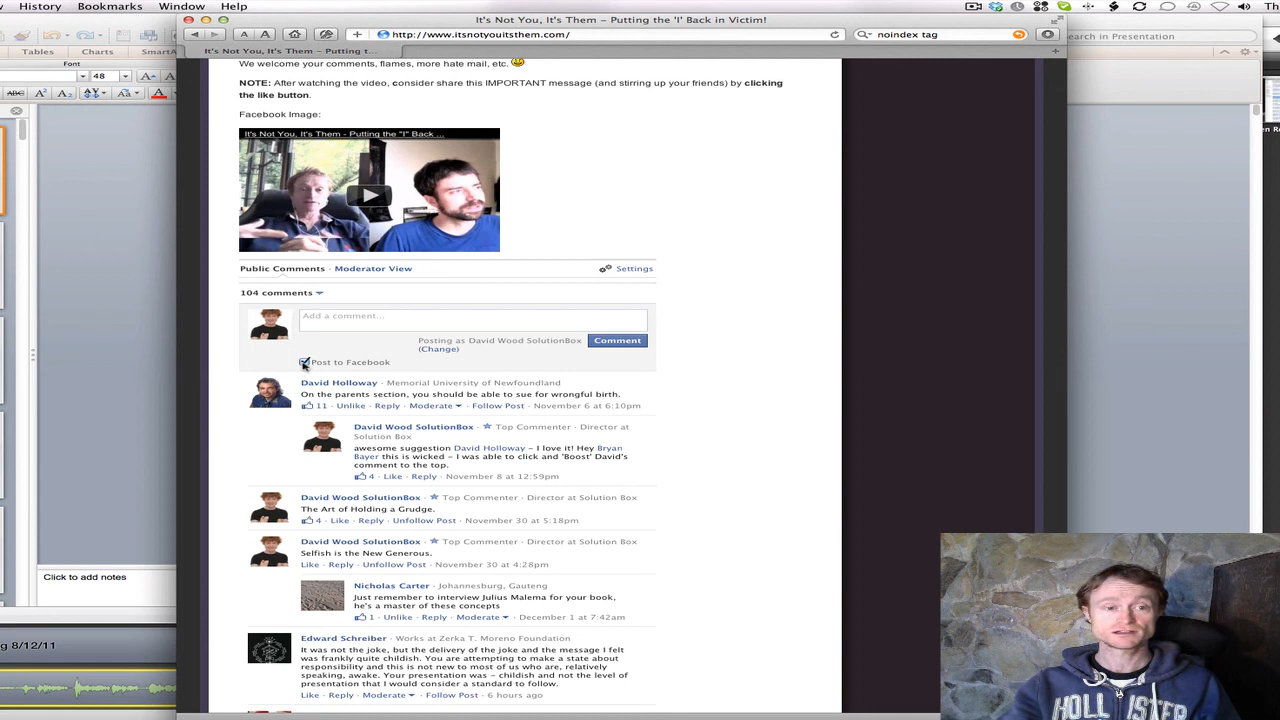 History Bookmarks Window Help
It's Not You, It's Them – Putting the 'I' Back in Victim!
http://www.itsnotyouitsthem.com/
noindex tag
Search in Presentation
A A
It's Not You, It's Them – Putting t...
Tables Charts SmartA
Font
48
ABC
We welcome your comments, flames, more hate mail, etc.
NOTE: After watching the video, consider share this IMPORTANT message (and stirring up your friends) by clicking
the like button.
Facebook Image:
It's Not You, It's Them - Putting the "I" Back ...
Public Comments · Moderator View
Settings
104 comments
Add a comment...
Posting as David Wood SolutionBox
(Change)
Comment
Post to Facebook
David Holloway · Memorial University of Newfoundland
On the parents section, you should be able to sue for wrongful birth.
11 · Unlike · Reply · Moderate · Follow Post · November 6 at 6:10pm
David Wood SolutionBox · Top Commenter · Director at
Solution Box
awesome suggestion David Holloway – I love it! Hey Bryan
Bayer this is wicked – I was able to click and 'Boost' David's
comment to the top.
4 · Like · Reply · November 8 at 12:59pm
David Wood SolutionBox · Top Commenter · Director at Solution Box
The Art of Holding a Grudge.
4 · Like · Reply · Unfollow Post · November 30 at 5:18pm
David Wood SolutionBox · Top Commenter · Director at Solution Box
Selfish is the New Generous.
Like · Reply · Unfollow Post · November 30 at 4:28pm
Nicholas Carter · Johannesburg, Gauteng
Just remember to interview Julius Malema for your book,
he's a master of these concepts
1 · Unlike · Reply · Moderate · December 1 at 7:42am
Edward Schreiber · Works at Zerka T. Moreno Foundation
It was not the joke, but the delivery of the joke and the message I felt
was frankly quite childish. You are attempting to make a state about
responsibility and this is not new to most of us who are, relatively
speaking, awake. Your presentation was – childish and not the level of
presentation that I would consider a standard to follow.
Like · Reply · Moderate · Follow Post · 6 hours ago
Click to add notes
g 8/12/11
HOLLISTER